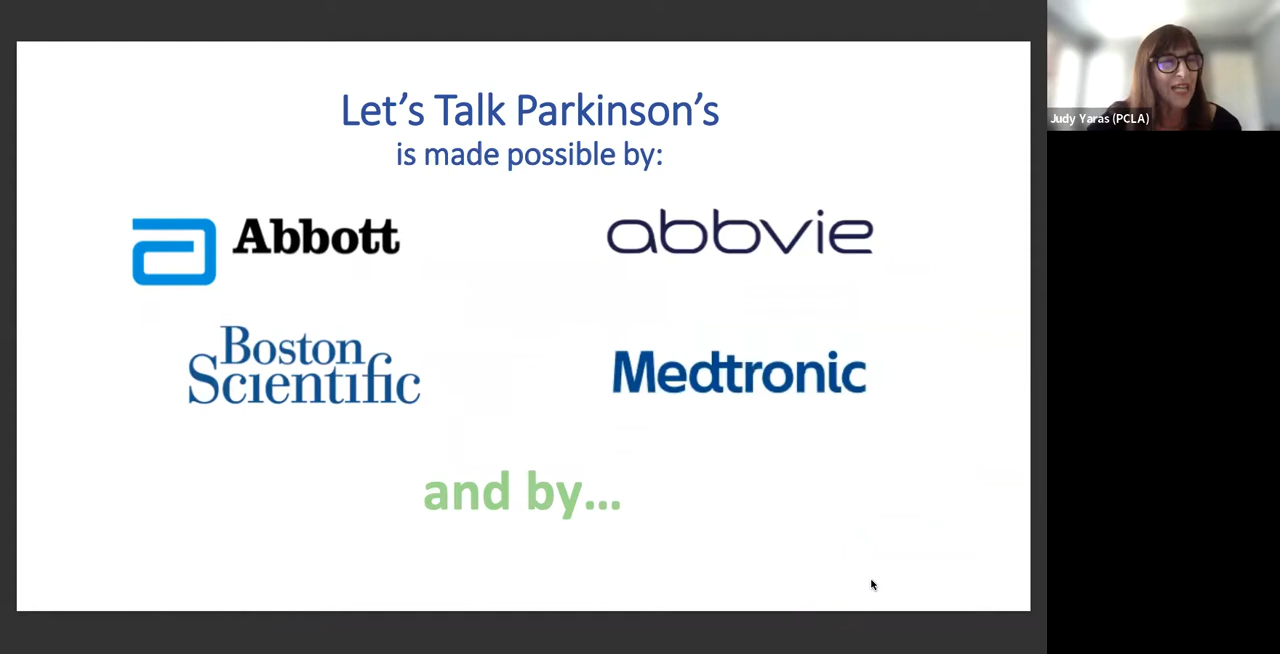 Let's Talk Parkinson's
is made possible by:
Abbott
abbvie
Boston
Scientific
Medtronic
and by...
Judy Yaras (PCLA)